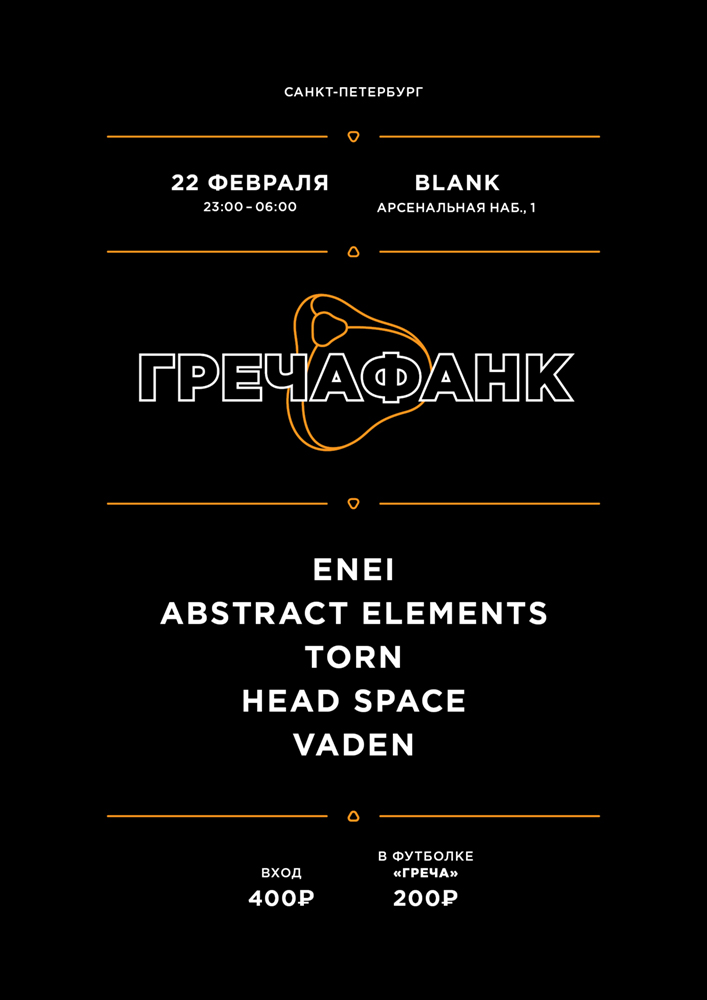 САНКТ-ПЕТЕРБУРГ
22 ФЕВРАЛЯ
23:00 – 06:00
BLANK
АРСЕНАЛЬНАЯ НАБ., 1
ГРЕЧАФАНК
ENEI
ABSTRACT ELEMENTS
TORN
HEAD SPACE
VADEN
ВХОД
400₽
В ФУТБОЛКЕ
«ГРЕЧА»
200₽